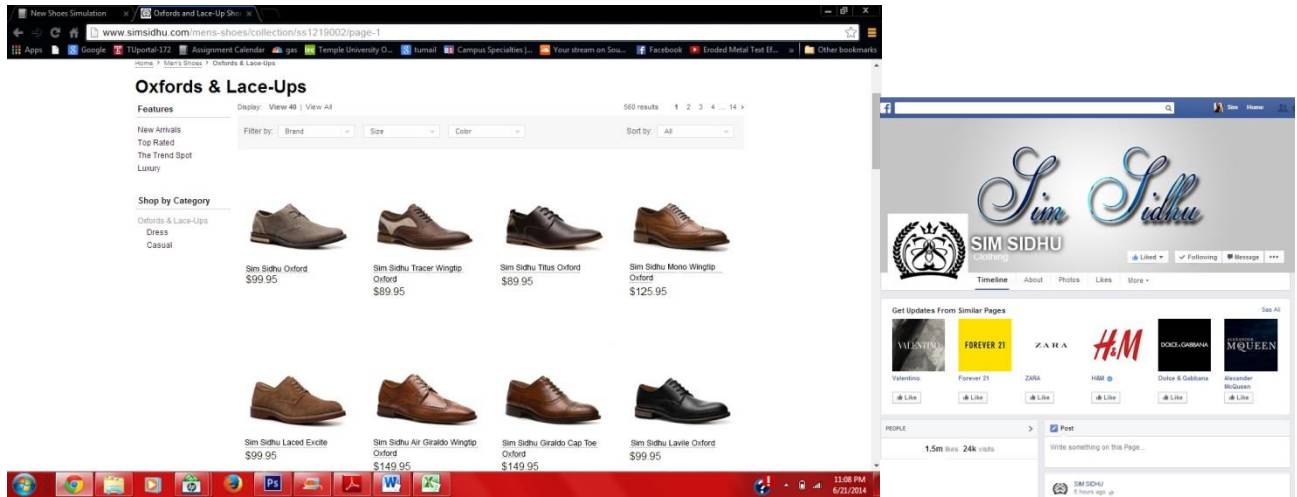 New Shoes Simulation
Oxfords and Lace-Up Sho
www.simsidhu.com/mens-shoes/collection/ss1219002/page-1
Apps Google TUportal-172 Assignment Calendar gas Temple University O... tumail Campus Specialties |... Your stream on Sou... Facebook Eroded Metal Text Ef... » Other bookmarks
Home > Men's Shoes > Oxfords & Lace-Ups
Oxfords & Lace-Ups
Features
New Arrivals
Top Rated
The Trend Spot
Luxury
Shop by Category
Oxfords & Lace-Ups
Dress
Casual
Display: View 40 | View All
560 results 1 2 3 4 ... 14 >
Filter by: Brand Size Color Sort by: All
Sim Sidhu Oxford
$99.95
Sim Sidhu Tracer Wingtip
Oxford
$89.95
Sim Sidhu Titus Oxford
$89.95
Sim Sidhu Mono Wingtip
Oxford
$125.95
Sim Sidhu Laced Excite
$99.95
Sim Sidhu Air Giraldo Wingtip
Oxford
$149.95
Sim Sidhu Giraldo Cap Toe
Oxford
$149.95
Sim Sidhu Lavile Oxford
$99.95
Ps
W
X
11:08 PM
6/21/2014
f
Sim Home
Sim Sidhu
SIM SIDHU
Clothing
Liked Following Message •••
Timeline About Photos Likes More
Get Updates From Similar Pages See All
VALENTINO
FOREVER 21
ZARA
H&M
DOLCE & GABBANA
ALEXANDER
McQUEEN
Valentino
Forever 21
ZARA
H&M
Dolce & Gabbana
Alexander
McQueen
Like Like Like Like Like Like
PEOPLE >
1.5m likes 24k visits
Post
Write something on this Page...
SIM SIDHU
5 hours ago